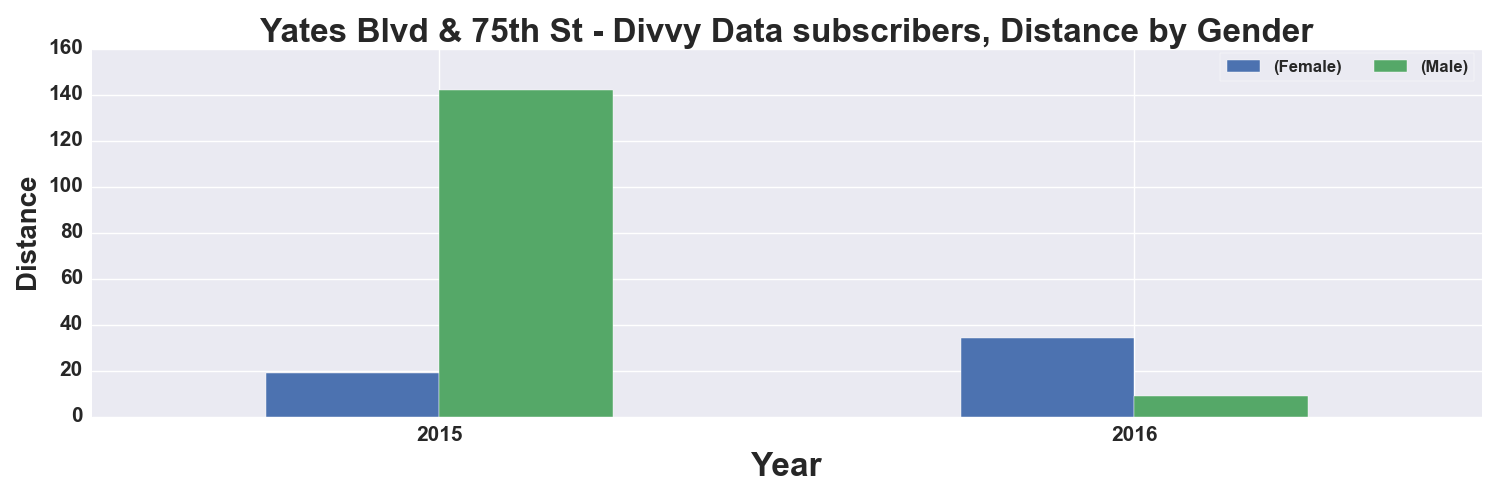 Yates Blvd & 75th St - Divvy Data subscribers, Distance by Gender
160
140
120
100
80
60
40
20
0
Distance
(Female) (Male)
2015 2016
Year